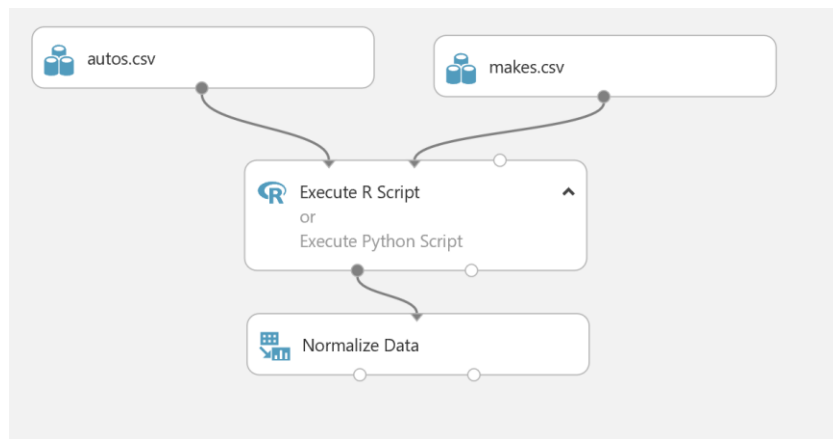 autos.csv
makes.csv
Execute R Script
or
Execute Python Script
Normalize Data